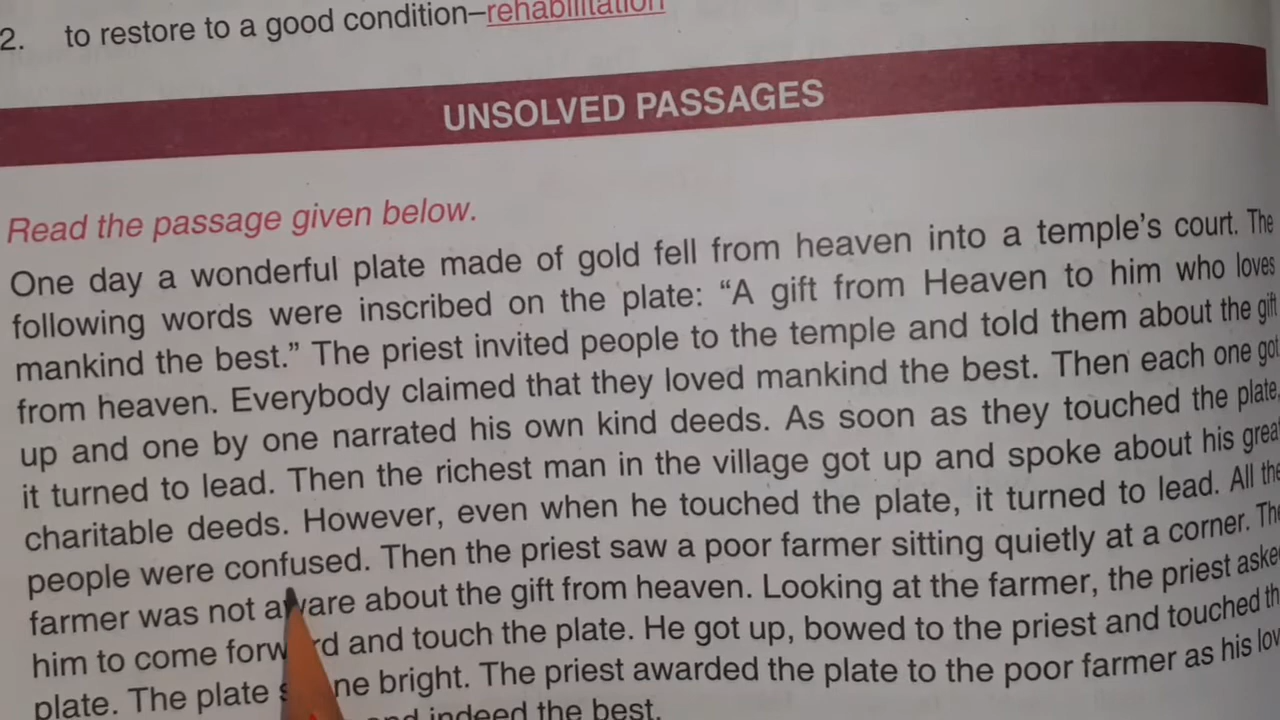 2. to restore to a good condition–rehabilitation
UNSOLVED PASSAGES
Read the passage given below.
One day a wonderful plate made of gold fell from heaven into a temple's court. The
following words were inscribed on the plate: “A gift from Heaven to him who loves
mankind the best.” The priest invited people to the temple and told them about the gift
from heaven. Everybody claimed that they loved mankind the best. Then each one got
up and one by one narrated his own kind deeds. As soon as they touched the plate,
it turned to lead. Then the richest man in the village got up and spoke about his great
charitable deeds. However, even when he touched the plate, it turned to lead. All the
people were confused. Then the priest saw a poor farmer sitting quietly at a corner. The
farmer was not aware about the gift from heaven. Looking at the farmer, the priest asked
him to come forward and touch the plate. He got up, bowed to the priest and touched the
plate. The plate shone bright. The priest awarded the plate to the poor farmer as his love
indeed the best.